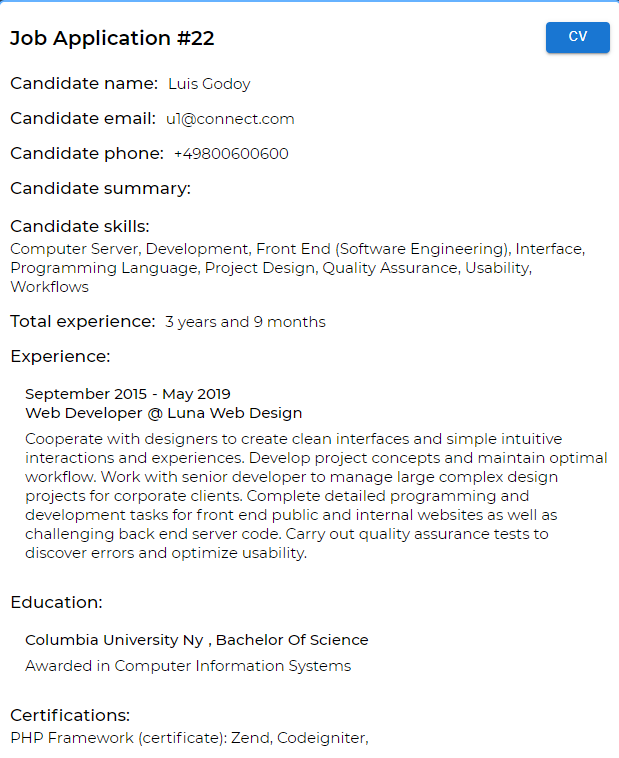 Job Application #22
CV
Candidate name: Luis Godoy
Candidate email: u1@connect.com
Candidate phone: +49800600600
Candidate summary:
Candidate skills:
Computer Server, Development, Front End (Software Engineering), Interface,
Programming Language, Project Design, Quality Assurance, Usability,
Workflows
Total experience: 3 years and 9 months
Experience:
September 2015 - May 2019
Web Developer @ Luna Web Design
Cooperate with designers to create clean interfaces and simple intuitive
interactions and experiences. Develop project concepts and maintain optimal
workflow. Work with senior developer to manage large complex design
projects for corporate clients. Complete detailed programming and
development tasks for front end public and internal websites as well as
challenging back end server code. Carry out quality assurance tests to
discover errors and optimize usability.
Education:
Columbia University Ny , Bachelor Of Science
Awarded in Computer Information Systems
Certifications:
PHP Framework (certificate): Zend, Codeigniter,